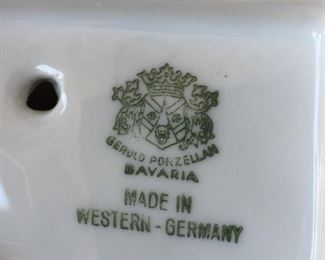 GEROLD PORZELLAN
BAVARIA
MADE IN
WESTERN-GERMANY